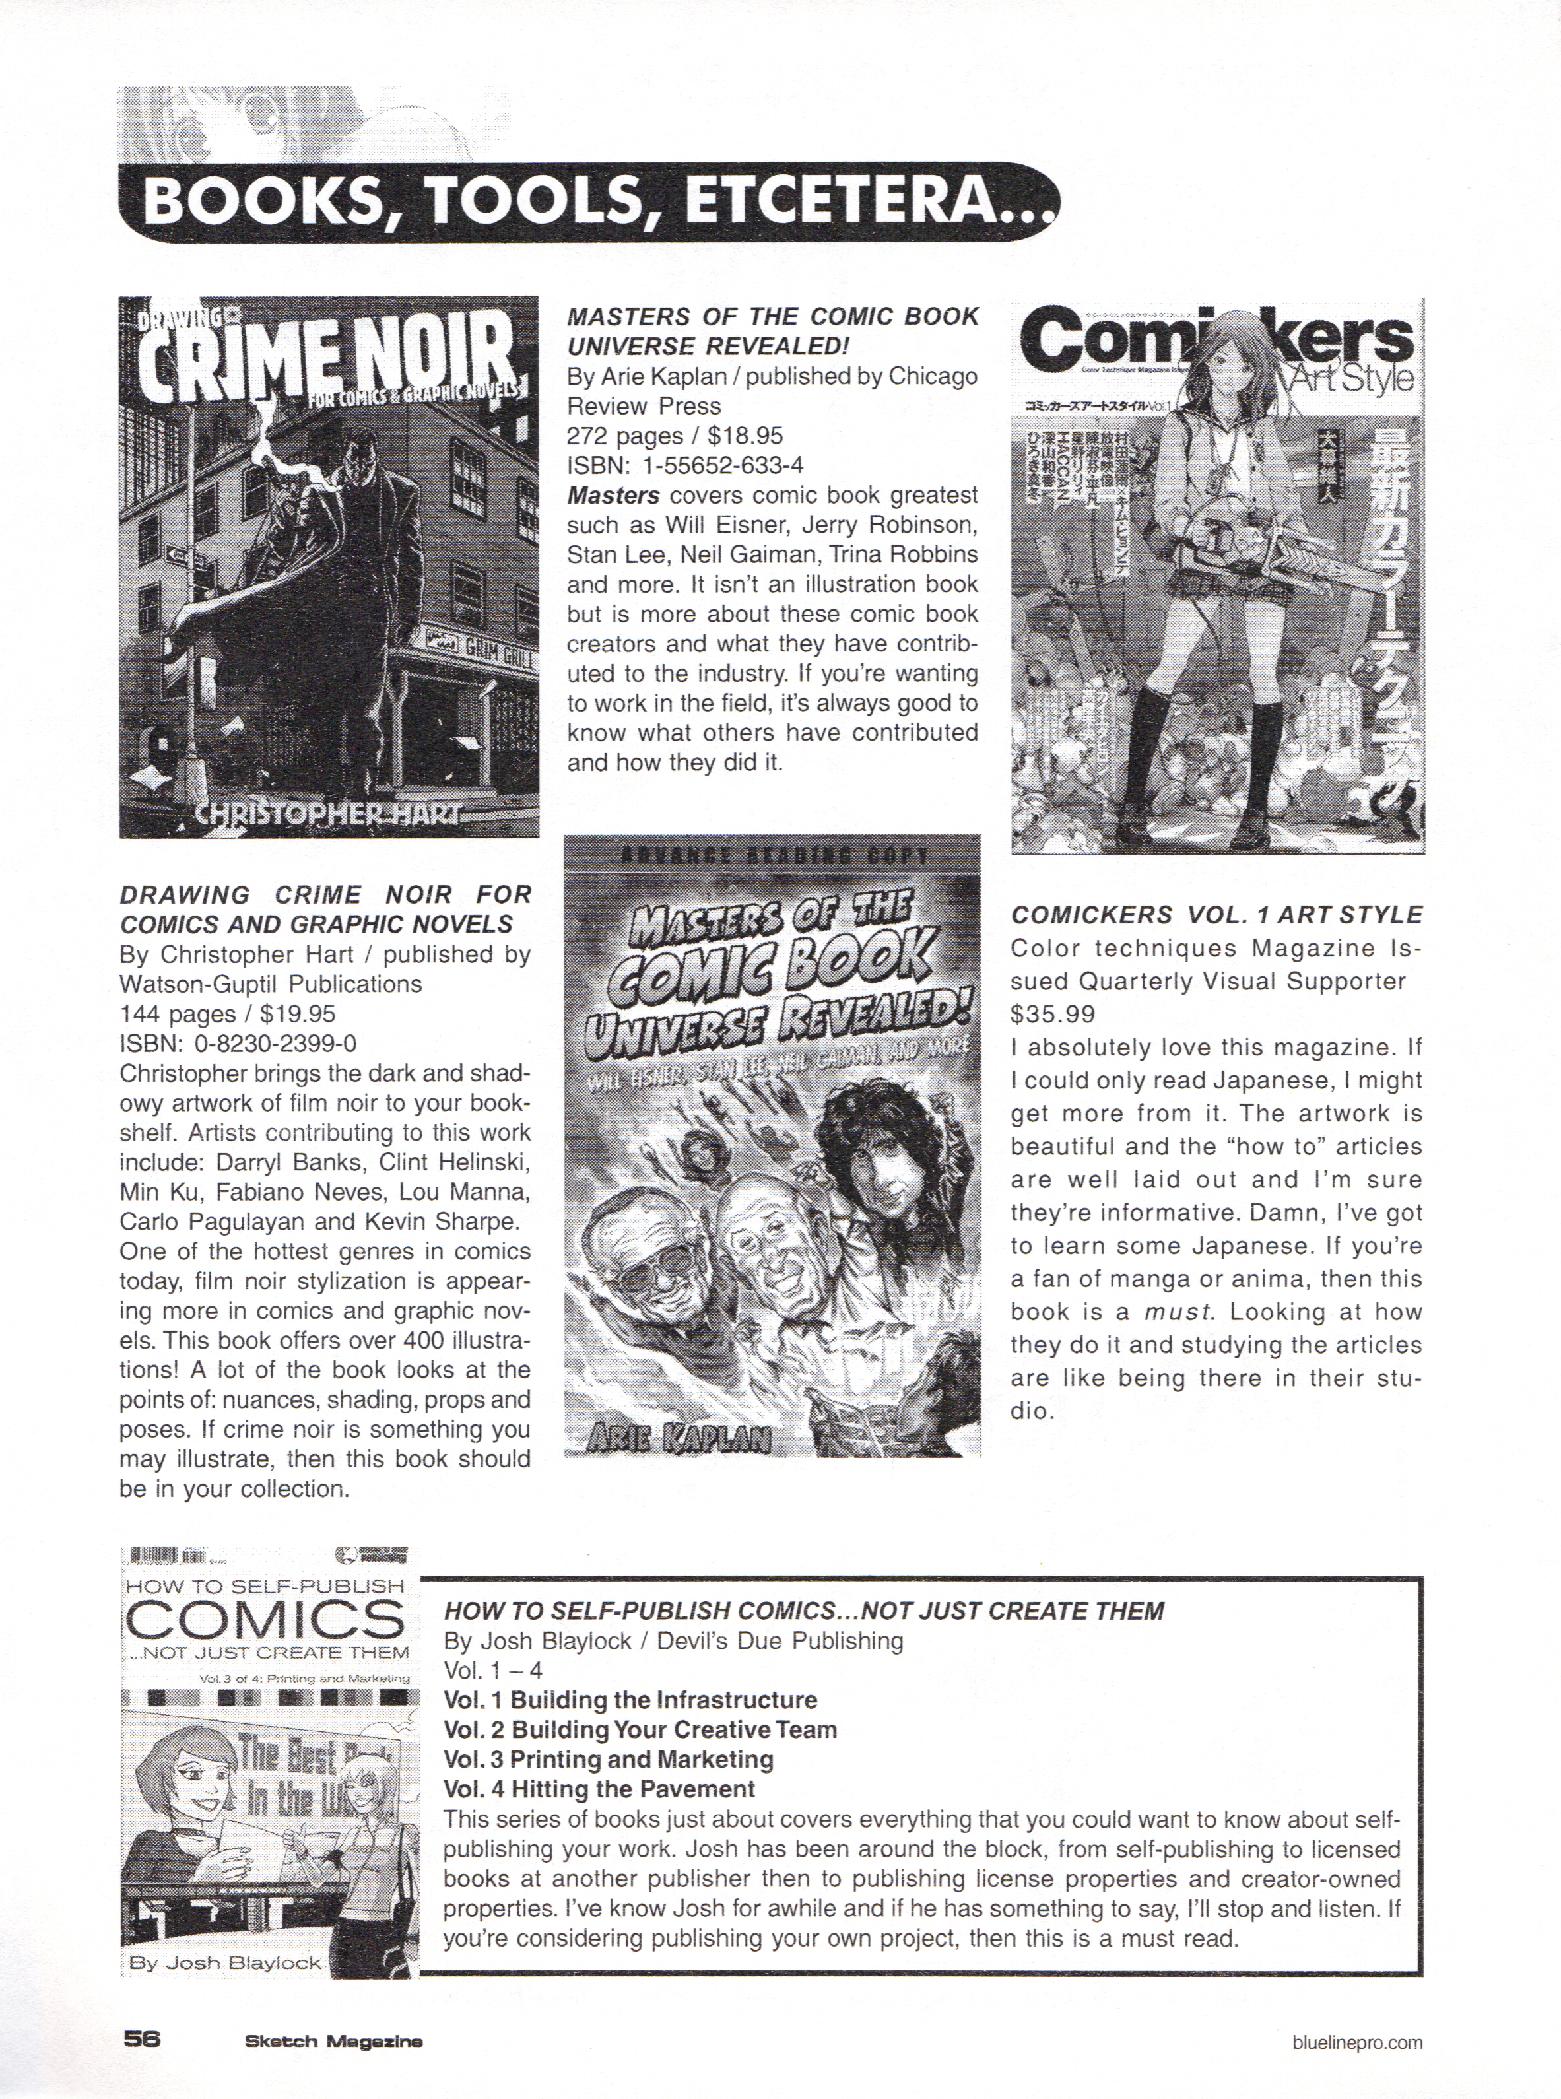 BOOKS, TOOLS, ETCETERA...
DRAWING
CRIME NOIR
FOR COMICS & GRAPHIC NOVELS
GRIM GRILL
CHRISTOPHER HART
DRAWING CRIME NOIR FOR
COMICS AND GRAPHIC NOVELS
By Christopher Hart / published by
Watson-Guptil Publications
144 pages / $19.95
ISBN: 0-8230-2399-0
Christopher brings the dark and shad-
owy artwork of film noir to your book-
shelf. Artists contributing to this work
include: Darryl Banks, Clint Helinski,
Min Ku, Fabiano Neves, Lou Manna,
Carlo Pagulayan and Kevin Sharpe.
One of the hottest genres in comics
today, film noir stylization is appear-
ing more in comics and graphic nov-
els. This book offers over 400 illustra-
tions! A lot of the book looks at the
points of: nuances, shading, props and
poses. If crime noir is something you
may illustrate, then this book should
be in your collection.
MASTERS OF THE COMIC BOOK
UNIVERSE REVEALED!
By Arie Kaplan / published by Chicago
Review Press
272 pages / $18.95
ISBN: 1-55652-633-4
Masters covers comic book greatest
such as Will Eisner, Jerry Robinson,
Stan Lee, Neil Gaiman, Trina Robbins
and more. It isn't an illustration book
but is more about these comic book
creators and what they have contrib-
uted to the industry. If you're wanting
to work in the field, it's always good to
know what others have contributed
and how they did it.
ADVANCE READING COPY
MASTERS OF THE
COMIC BOOK
UNIVERSE REVEALED!
WILL EISNER, STAN LEE, NEIL GAIMAN, AND MORE
ARIE KAPLAN
Comickers
Color Technique Magazine
Art Style
コミッカーズアートスタイル Vol.1
最新カラーテクニック
COMICKERS VOL. 1 ART STYLE
Color techniques Magazine Is-
sued Quarterly Visual Supporter
$35.99
I absolutely love this magazine. If
I could only read Japanese, I might
get more from it. The artwork is
beautiful and the “how to” articles
are well laid out and I'm sure
they're informative. Damn, I've got
to learn some Japanese. If you're
a fan of manga or anima, then this
book is a must. Looking at how
they do it and studying the articles
are like being there in their stu-
dio.
HOW TO SELF-PUBLISH
COMICS
...NOT JUST CREATE THEM
Vol. 3 of 4: Printing and Marketing
The Best
In the
By Josh Blaylock
HOW TO SELF-PUBLISH COMICS...NOT JUST CREATE THEM
By Josh Blaylock / Devil's Due Publishing
Vol. 1 – 4
Vol. 1 Building the Infrastructure
Vol. 2 Building Your Creative Team
Vol. 3 Printing and Marketing
Vol. 4 Hitting the Pavement
This series of books just about covers everything that you could want to know about self-
publishing your work. Josh has been around the block, from self-publishing to licensed
books at another publisher then to publishing license properties and creator-owned
properties. I've know Josh for awhile and if he has something to say, I'll stop and listen. If
you're considering publishing your own project, then this is a must read.
56
Sketch Magazine
bluelinepro.com